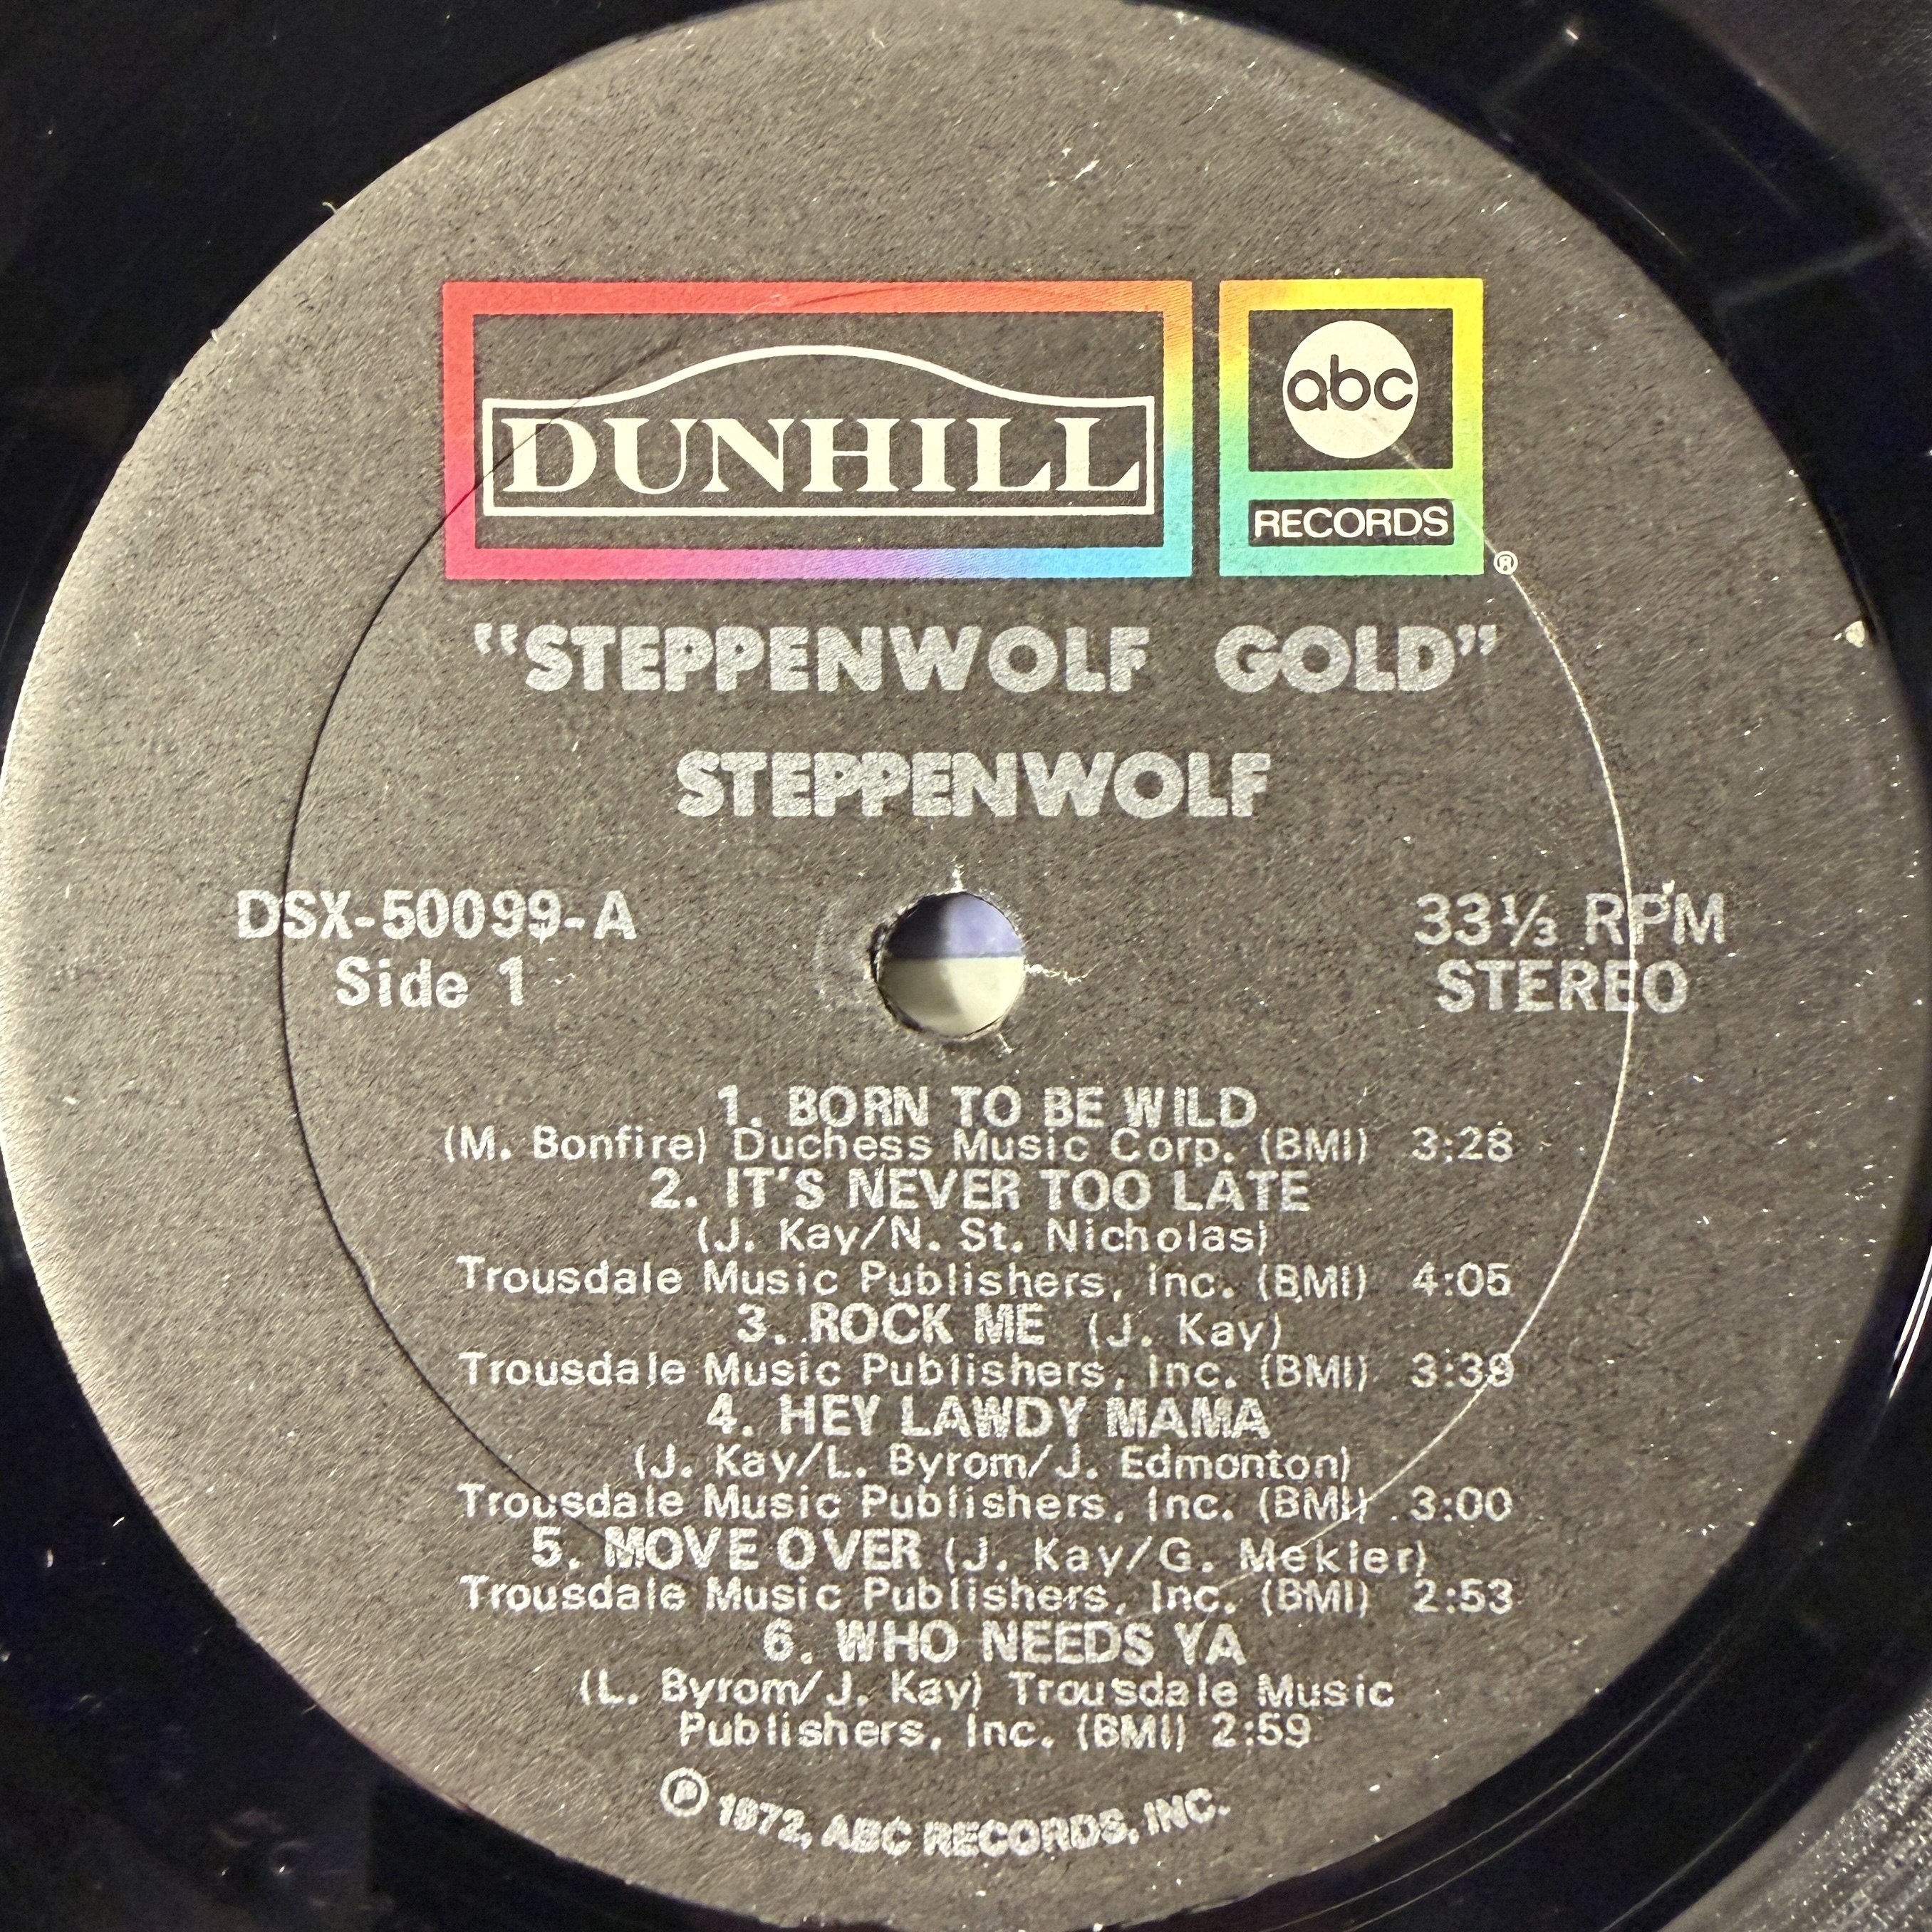 DUNHILL
abc
RECORDS
®
"STEPPENWOLF GOLD"
STEPPENWOLF
DSX-50099-A
Side 1
33⅓ RPM
STEREO
1. BORN TO BE WILD
(M. Bonfire) Duchess Music Corp. (BMI) 3:28
2. IT'S NEVER TOO LATE
(J. Kay/N. St. Nicholas)
Trousdale Music Publishers, Inc. (BMI) 4:05
3. ROCK ME (J. Kay)
Trousdale Music Publishers, Inc. (BMI) 3:39
4. HEY LAWDY MAMA
(J. Kay/L. Byrom/J. Edmonton)
Trousdale Music Publishers, Inc. (BMI) 3:00
5. MOVE OVER (J. Kay/G. Mekler)
Trousdale Music Publishers, Inc. (BMI) 2:53
6. WHO NEEDS YA
(L. Byrom/J. Kay) Trousdale Music
Publishers, Inc. (BMI) 2:59
Ⓟ 1972, ABC RECORDS, INC.